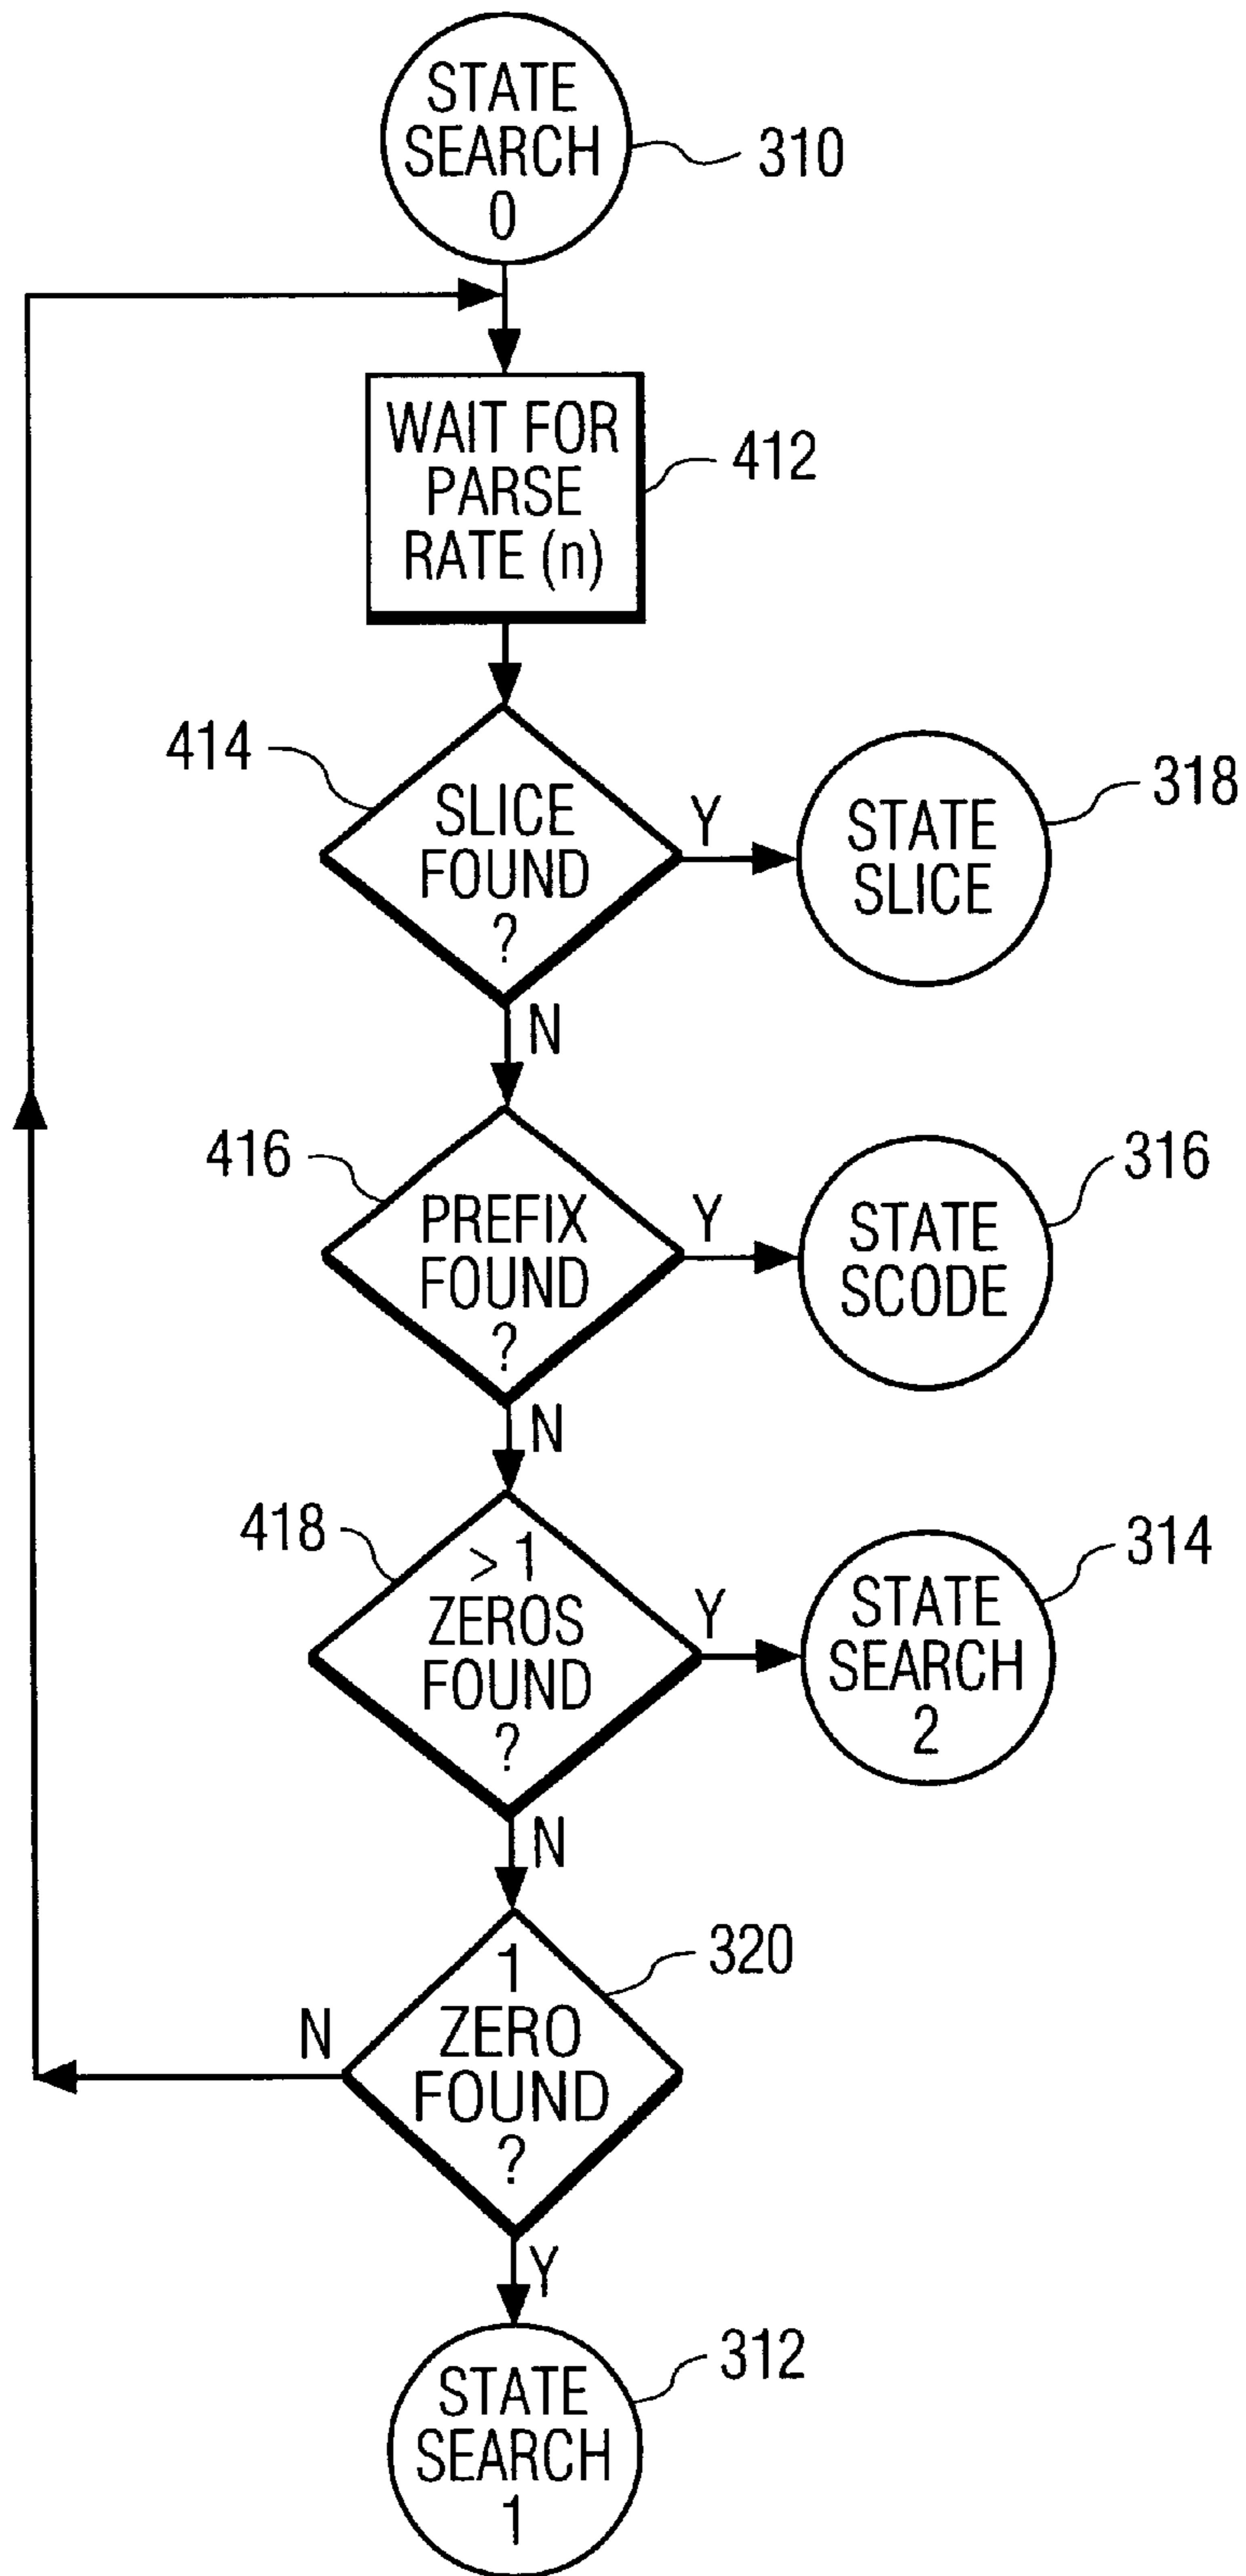 STATE
SEARCH
0
310
WAIT FOR
PARSE
RATE (n)
412
414
SLICE
FOUND
?
Y
STATE
SLICE
318
N
416
PREFIX
FOUND
?
Y
STATE
SCODE
316
N
418
> 1
ZEROS
FOUND
?
Y
STATE
SEARCH
2
314
N
320
1
ZERO
FOUND
?
N
Y
STATE
SEARCH
1
312